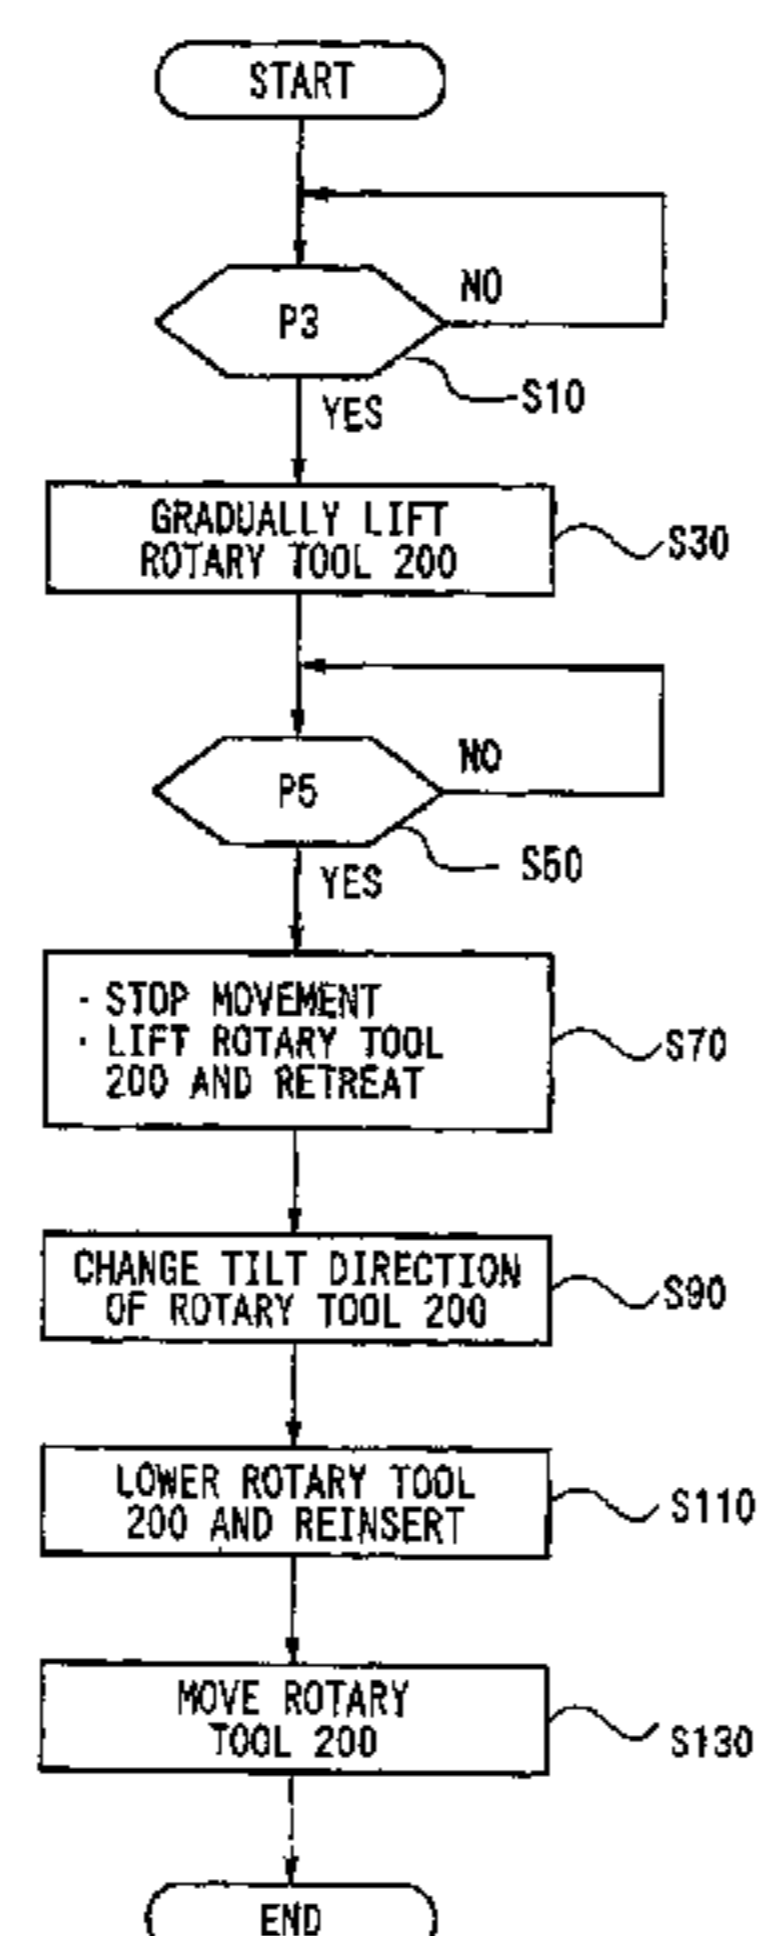 START
NO
P3
S10
YES
GRADUALLY LIFT
ROTARY TOOL 200
S30
NO
P5
S50
YES
· STOP MOVEMENT
· LIFT ROTARY TOOL
200 AND RETREAT
S70
CHANGE TILT DIRECTION
OF ROTARY TOOL 200
S90
LOWER ROTARY TOOL
200 AND REINSERT
S110
MOVE ROTARY
TOOL 200
S130
END